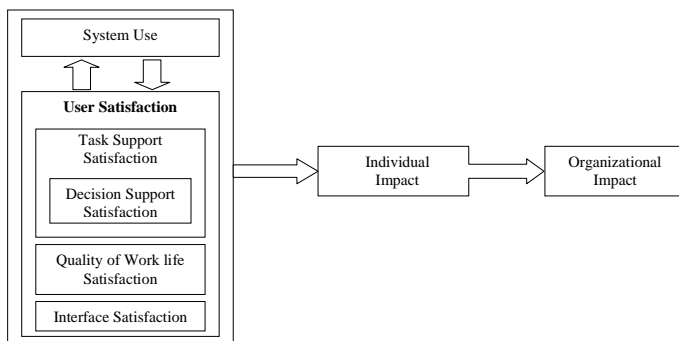 System Use
User Satisfaction
Task Support
Satisfaction
Decision Support
Satisfaction
Quality of Work life
Satisfaction
Interface Satisfaction
Individual
Impact
Organizational
Impact